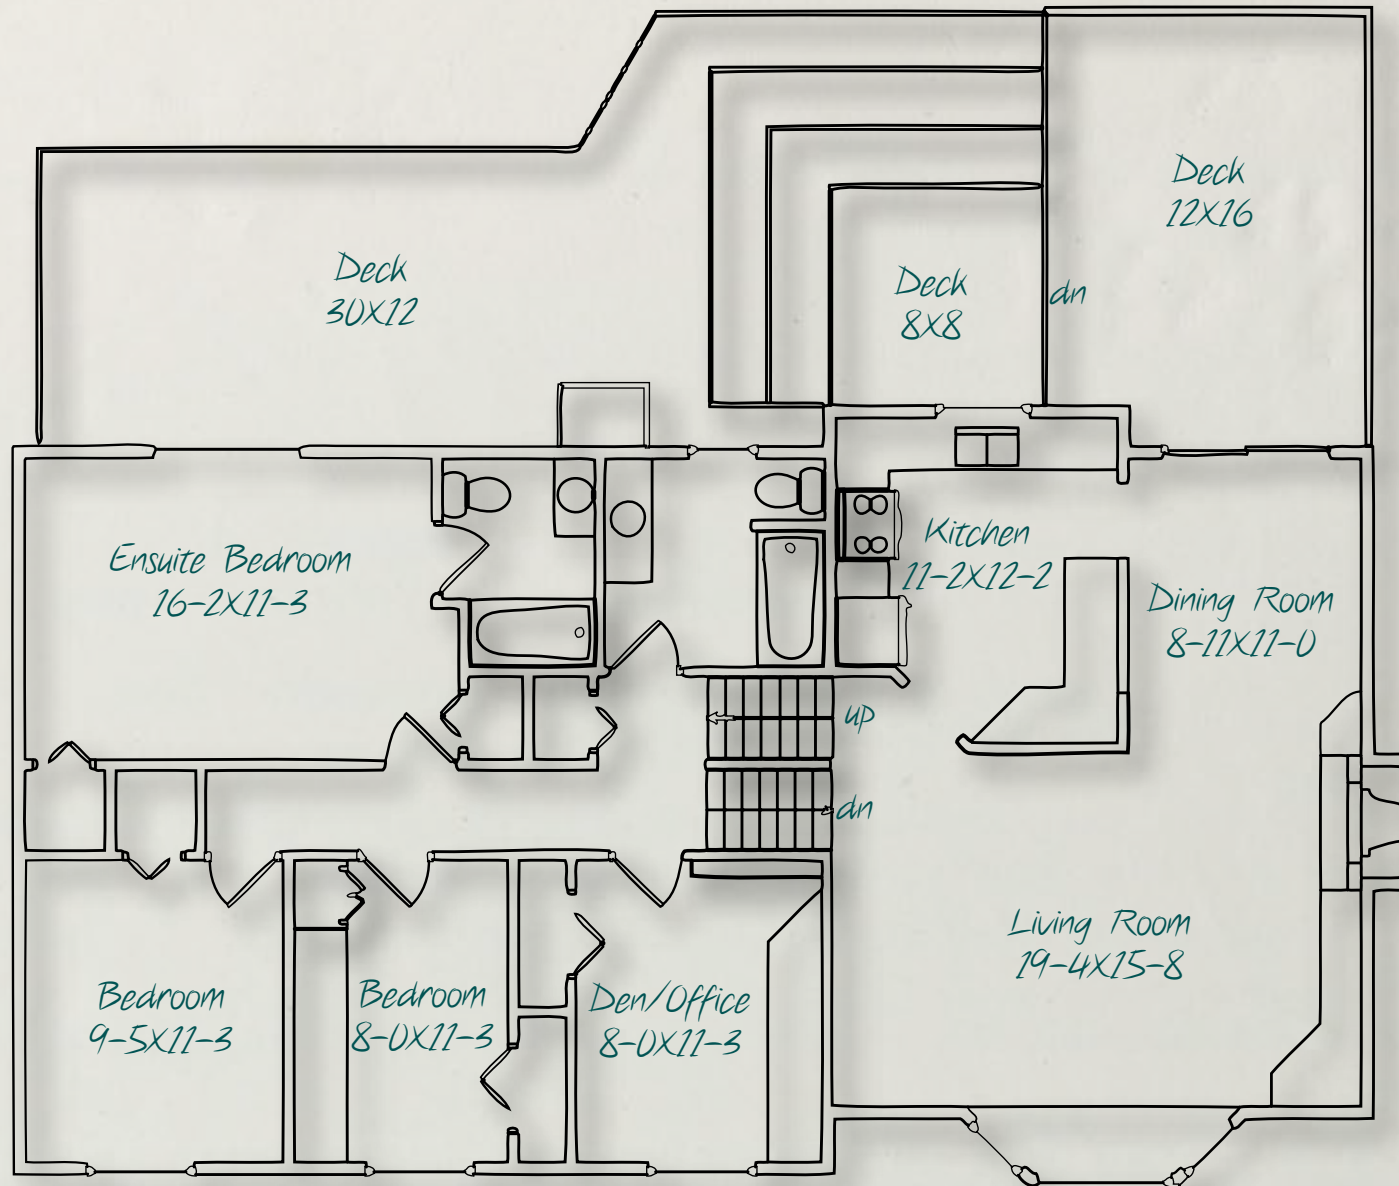 Deck
12X16
Deck
30X12
Deck
8X8
dn
Kitchen
11-2X12-2
Ensuite Bedroom
16-2X11-3
Dining Room
8-11X11-0
up
dn
Living Room
19-4X15-8
Bedroom
9-5X11-3
Bedroom
8-0X11-3
Den/Office
8-0X11-3